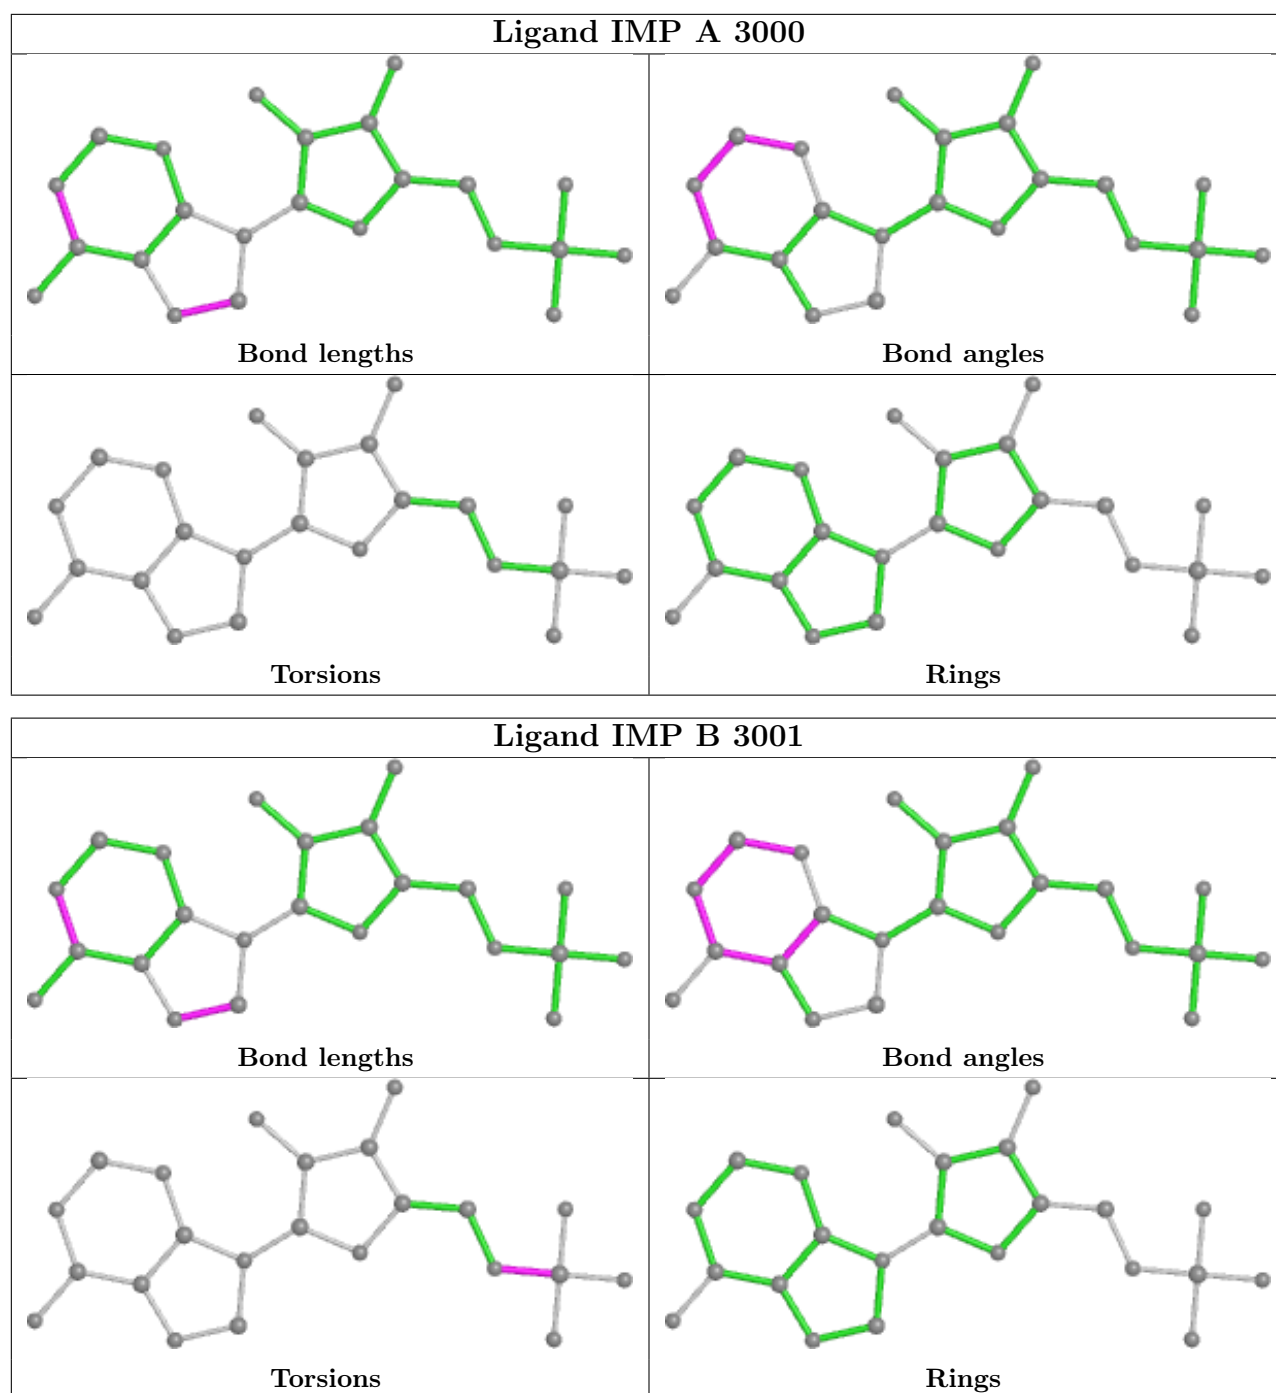 Ligand IMP A 3000
Bond lengths
Bond angles
Torsions
Rings
Ligand IMP B 3001
Bond lengths
Bond angles
Torsions
Rings